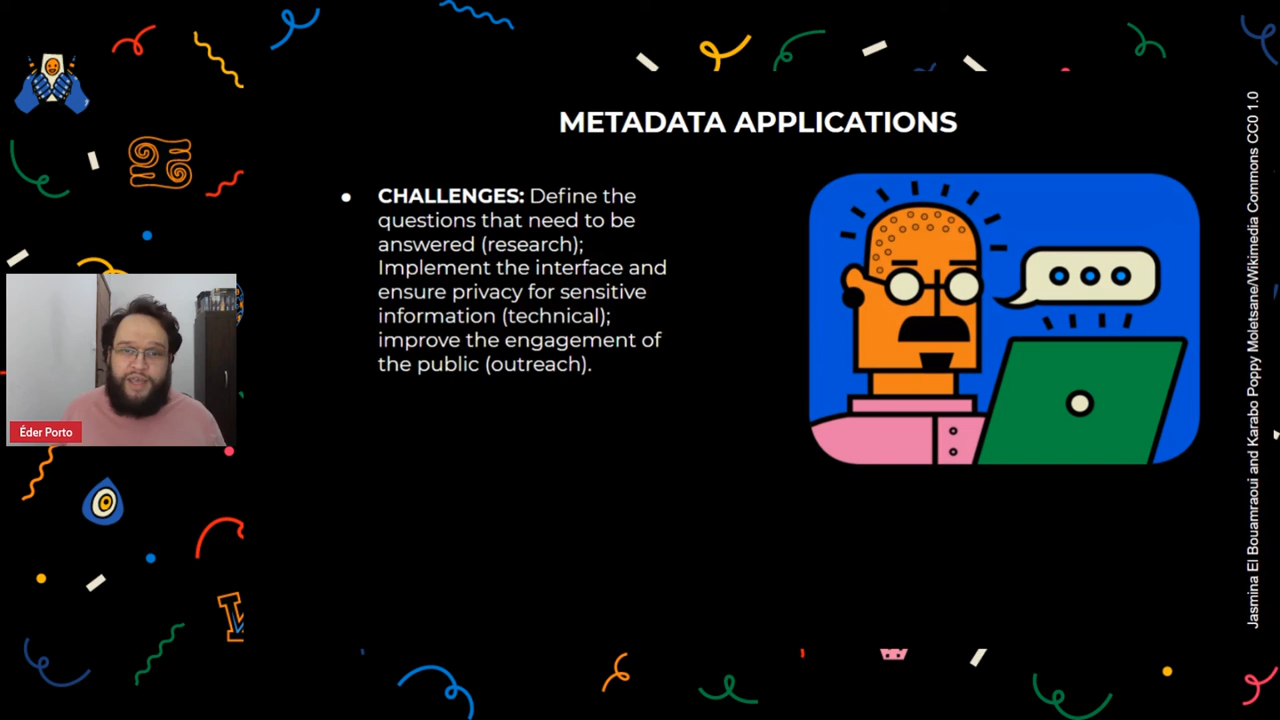 METADATA APPLICATIONS
● CHALLENGES: Define the
questions that need to be
answered (research);
Implement the interface and
ensure privacy for sensitive
information (technical);
improve the engagement of
the public (outreach).
Éder Porto
Jasmina El Bouamraoui and Karabo Poppy Moletsane/Wikimedia Commons CC0 1.0